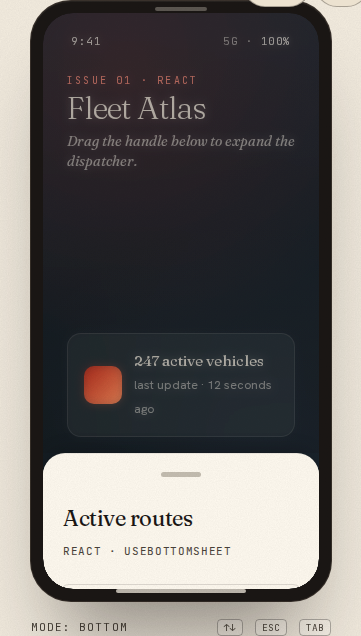 9:41 5G · 100%
ISSUE 01 · REACT
Fleet Atlas
Drag the handle below to expand the
dispatcher.
247 active vehicles
last update · 12 seconds
ago
Active routes
REACT · USEBOTTOMSHEET
MODE: BOTTOM ↑↓ ESC TAB